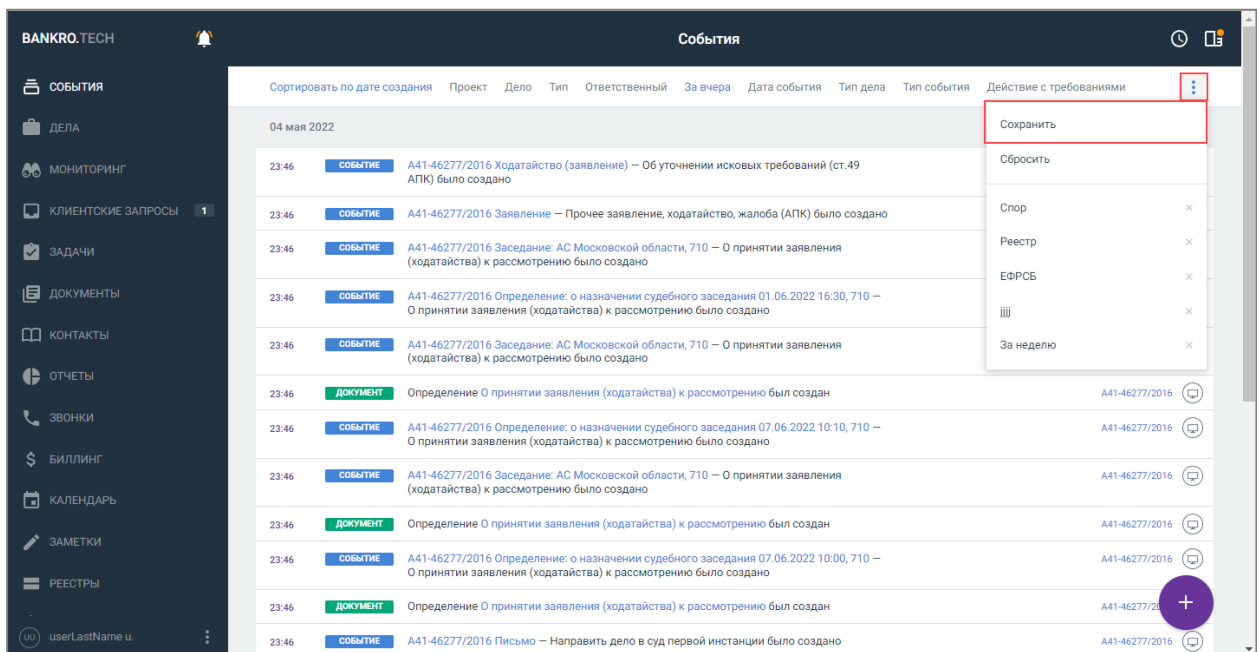 BANKRO.TECH
События
СОБЫТИЯ
ДЕЛА
МОНИТОРИНГ
КЛИЕНТСКИЕ ЗАПРОСЫ 1
ЗАДАЧИ
ДОКУМЕНТЫ
КОНТАКТЫ
ОТЧЕТЫ
ЗВОНКИ
БИЛЛИНГ
КАЛЕНДАРЬ
ЗАМЕТКИ
РЕЕСТРЫ
UU userLastName u.
Сортировать по дате создания Проект Дело Тип Ответственный За вчера Дата события Тип дела Тип события Действие с требованиями
Сохранить
Сбросить
Спор
Реестр
ЕФРСБ
jjjj
За неделю
04 мая 2022
23:46 СОБЫТИЕ А41-46277/2016 Ходатайство (заявление) — Об уточнении исковых требований (ст.49
АПК) было создано
23:46 СОБЫТИЕ А41-46277/2016 Заявление — Прочее заявление, ходатайство, жалоба (АПК) было создано
23:46 СОБЫТИЕ А41-46277/2016 Заседание: АС Московской области, 710 — О принятии заявления
(ходатайства) к рассмотрению было создано
23:46 СОБЫТИЕ А41-46277/2016 Определение: о назначении судебного заседания 01.06.2022 16:30, 710 —
О принятии заявления (ходатайства) к рассмотрению было создано
23:46 СОБЫТИЕ А41-46277/2016 Заседание: АС Московской области, 710 — О принятии заявления
(ходатайства) к рассмотрению было создано
23:46 ДОКУМЕНТ Определение О принятии заявления (ходатайства) к рассмотрению был создан А41-46277/2016
23:46 СОБЫТИЕ А41-46277/2016 Определение: о назначении судебного заседания 07.06.2022 10:10, 710 — А41-46277/2016
О принятии заявления (ходатайства) к рассмотрению было создано
23:46 СОБЫТИЕ А41-46277/2016 Заседание: АС Московской области, 710 — О принятии заявления А41-46277/2016
(ходатайства) к рассмотрению было создано
23:46 ДОКУМЕНТ Определение О принятии заявления (ходатайства) к рассмотрению был создан А41-46277/2016
23:46 СОБЫТИЕ А41-46277/2016 Определение: о назначении судебного заседания 07.06.2022 10:00, 710 — А41-46277/2016
О принятии заявления (ходатайства) к рассмотрению было создано
23:46 ДОКУМЕНТ Определение О принятии заявления (ходатайства) к рассмотрению был создан А41-46277/20
23:46 СОБЫТИЕ А41-46277/2016 Письмо — Направить дело в суд первой инстанции было создано А41-46277/2016